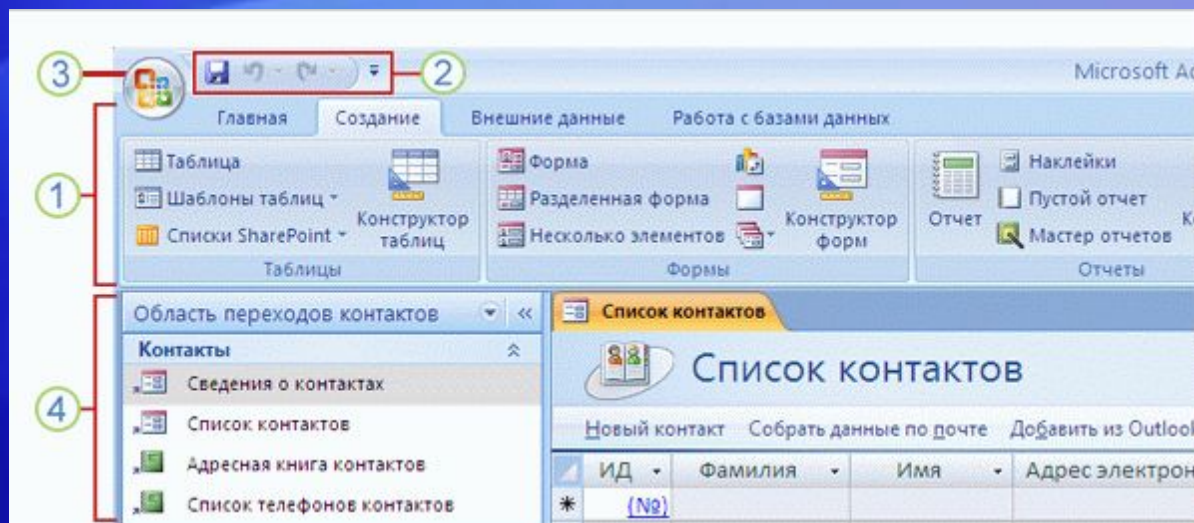 3
2
Microsoft Ac
Главная Создание Внешние данные Работа с базами данных
1
Таблица
Шаблоны таблиц
Списки SharePoint
Конструктор
таблиц
Таблицы
Форма
Разделенная форма
Несколько элементов
Конструктор
форм
Формы
Отчет
Наклейки
Пустой отчет
Мастер отчетов
К
Отчеты
4
Область переходов контактов
Контакты
Сведения о контактах
Список контактов
Адресная книга контактов
Список телефонов контактов
Список контактов
Список контактов
Новый контакт Собрать данные по почте Добавить из Outlook
ИД Фамилия Имя Адрес электрон
(№)